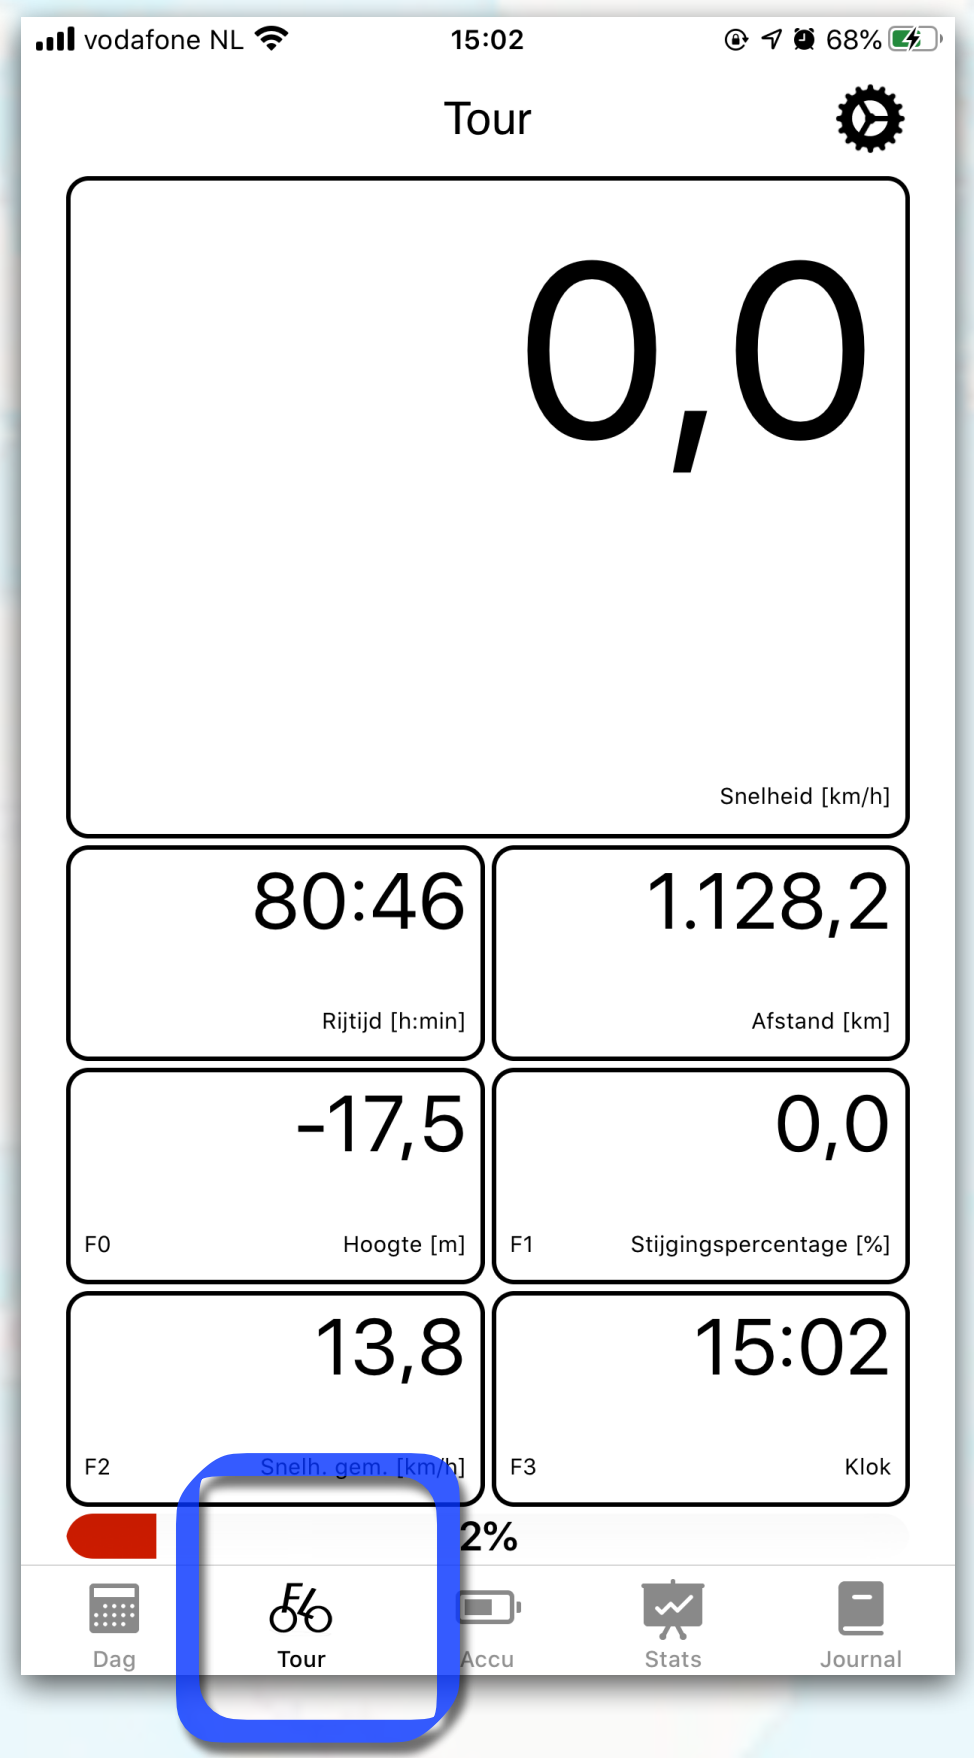 vodafone NL 15:02 68%
Tour
0,0
Snelheid [km/h]
80:46 1.128,2
Rijtijd [h:min] Afstand [km]
-17,5 0,0
F0 Hoogte [m] F1 Stijgingspercentage [%]
13,8 15:02
F2 Snelh. gem. [km/h] F3 Klok
2%
Dag Tour Accu Stats Journal